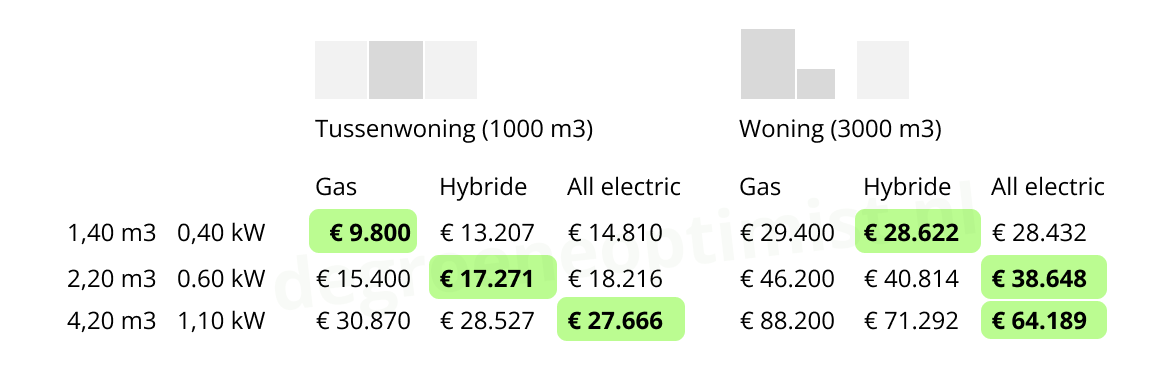 Tussenwoning (1000 m3) Woning (3000 m3)
Gas Hybride All electric Gas Hybride All electric
1,40 m3 0,40 kW € 9.800 € 13.207 € 14.810 € 29.400 € 28.622 € 28.432
2,20 m3 0.60 kW € 15.400 € 17.271 € 18.216 € 46.200 € 40.814 € 38.648
4,20 m3 1,10 kW € 30.870 € 28.527 € 27.666 € 88.200 € 71.292 € 64.189
degroeneoptimist.nl